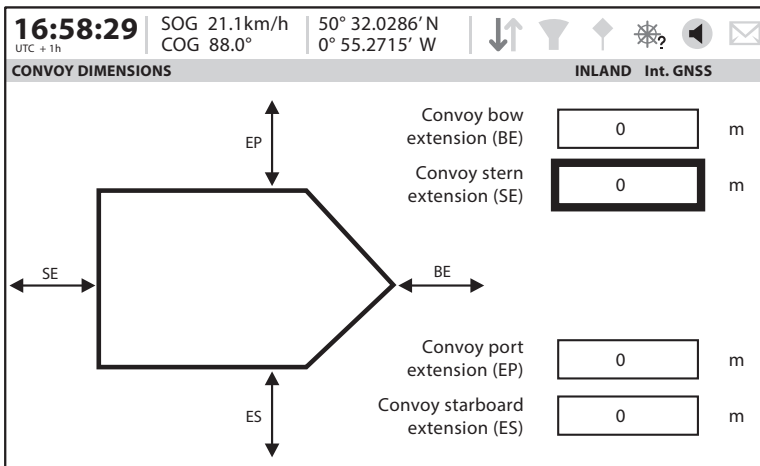 16:58:29
UTC + 1h
SOG 21.1km/h
COG 88.0°
50° 32.0286′ N
0° 55.2715′ W
?
CONVOY DIMENSIONS
INLAND Int. GNSS
EP
SE
BE
ES
Convoy bow
extension (BE)
0 m
Convoy stern
extension (SE)
0 m
Convoy port
extension (EP)
0 m
Convoy starboard
extension (ES)
0 m